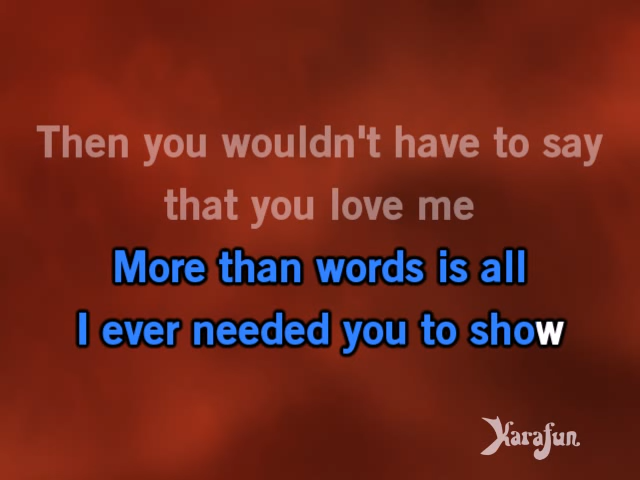 Then you wouldn't have to say
that you love me
More than words is all
I ever needed you to show
Karafun